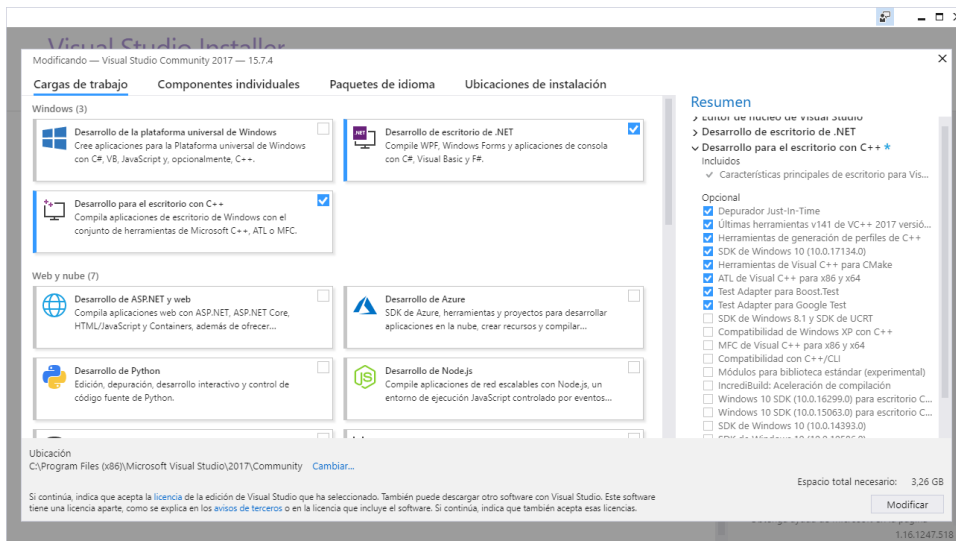 Visual Studio Installer
Modificando — Visual Studio Community 2017 — 15.7.4
Cargas de trabajo
Componentes individuales
Paquetes de idioma
Ubicaciones de instalación
Windows (3)
Desarrollo de la plataforma universal de Windows
Cree aplicaciones para la Plataforma universal de Windows
con C#, VB, JavaScript y, opcionalmente, C++.
.NET
Desarrollo de escritorio de .NET
Compile WPF, Windows Forms y aplicaciones de consola
con C#, Visual Basic y F#.
Desarrollo para el escritorio con C++
Compila aplicaciones de escritorio de Windows con el
conjunto de herramientas de Microsoft C++, ATL o MFC.
Web y nube (7)
Desarrollo de ASP.NET y web
Compila aplicaciones web con ASP.NET, ASP.NET Core,
HTML/JavaScript y Containers, además de ofrecer...
Desarrollo de Azure
SDK de Azure, herramientas y proyectos para desarrollar
aplicaciones en la nube, crear recursos y compilar...
Desarrollo de Python
Edición, depuración, desarrollo interactivo y control de
código fuente de Python.
JS
Desarrollo de Node.js
Compile aplicaciones de red escalables con Node.js, un
entorno de ejecución JavaScript controlado por eventos...
Resumen
Editor de núcleo de Visual Studio
Desarrollo de escritorio de .NET
Desarrollo para el escritorio con C++ *
Incluidos
Características principales de escritorio para Vis...
Opcional
Depurador Just-In-Time
Últimas herramientas v141 de VC++ 2017 versió...
Herramientas de generación de perfiles de C++
SDK de Windows 10 (10.0.17134.0)
Herramientas de Visual C++ para CMake
ATL de Visual C++ para x86 y x64
Test Adapter para Boost.Test
Test Adapter para Google Test
SDK de Windows 8.1 y SDK de UCRT
Compatibilidad de Windows XP con C++
MFC de Visual C++ para x86 y x64
Compatibilidad con C++/CLI
Módulos para biblioteca estándar (experimental)
IncrediBuild: Aceleración de compilación
Windows 10 SDK (10.0.16299.0) para escritorio C...
Windows 10 SDK (10.0.15063.0) para escritorio C...
SDK de Windows 10 (10.0.14393.0)
SDK de Windows 10 (10.0.10586.0)
Ubicación
C:\Program Files (x86)\Microsoft Visual Studio\2017\Community Cambiar...
Espacio total necesario: 3,26 GB
Si continúa, indica que acepta la licencia de la edición de Visual Studio que ha seleccionado. También puede descargar otro software con Visual Studio. Este software
tiene una licencia aparte, como se explica en los avisos de terceros o en la licencia que incluye el software. Si continúa, indica que también acepta esas licencias.
Modificar
1.16.1247.518